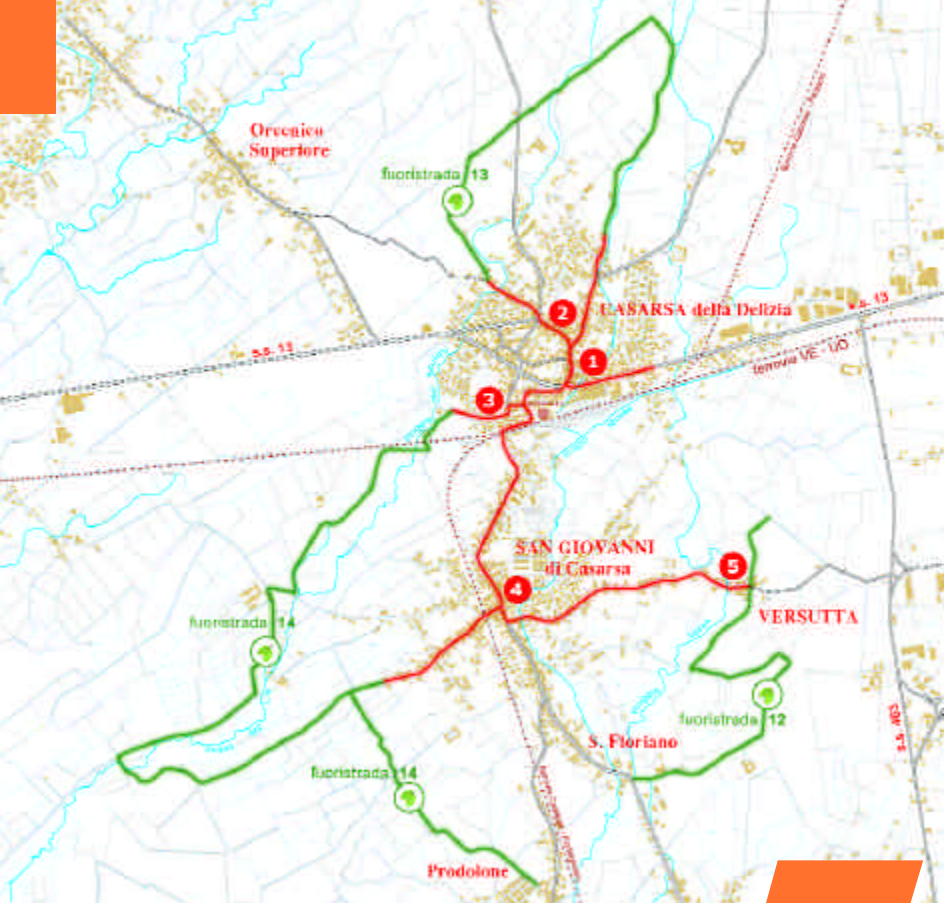 Orcenico
Superiore
fuoristrada 13
2
CASARSA della Delizia
s.s. 13
s.s. 13
1
ferrovia VE - UD
3
SAN GIOVANNI
di Casarsa
5
4
VERSUTTA
fuoristrada 14
fuoristrada 12
s.s. 463
S. Floriano
fuoristrada 14
Prodolone